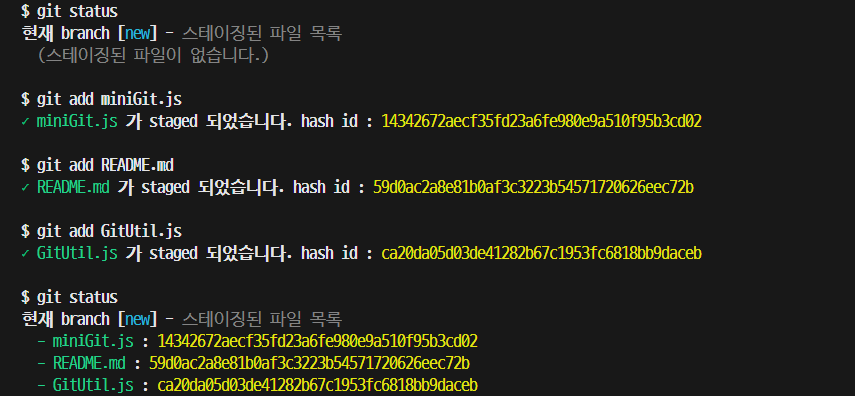 $ git status
현재 branch [new] - 스테이징된 파일 목록
(스테이징된 파일이 없습니다.)
$ git add miniGit.js
✓ miniGit.js 가 staged 되었습니다. hash id : 14342672aecf35fd23a6fe980e9a510f95b3cd02
$ git add README.md
✓ README.md 가 staged 되었습니다. hash id : 59d0ac2a8e81b0af3c3223b54571720626eec72b
$ git add GitUtil.js
✓ GitUtil.js 가 staged 되었습니다. hash id : ca20da05d03de41282b67c1953fc6818bb9daceb
$ git status
현재 branch [new] - 스테이징된 파일 목록
- miniGit.js : 14342672aecf35fd23a6fe980e9a510f95b3cd02
- README.md : 59d0ac2a8e81b0af3c3223b54571720626eec72b
- GitUtil.js : ca20da05d03de41282b67c1953fc6818bb9daceb